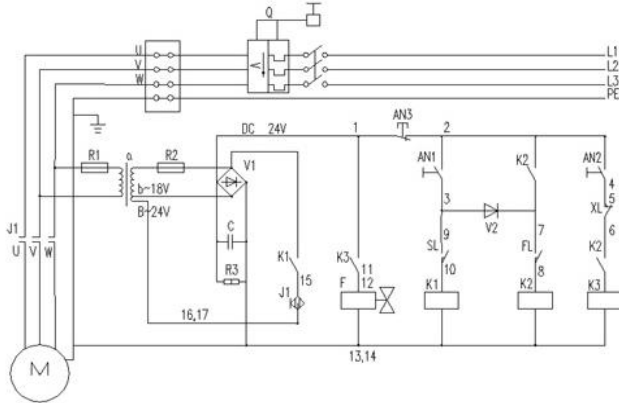 Q
U
L1
V
L2
W
L3
PE
AN3
DC 24V
1
2
R1
a
R2
V1
AN1
K2
AN2
b~18V
4
B~24V
3
5
XL
J1
C
V2
6
U
V
W
9
7
SL
FL
K1
K3
K2
R3
15
11
10
8
J1
F
12
K1
K2
K3
16,17
13,14
M